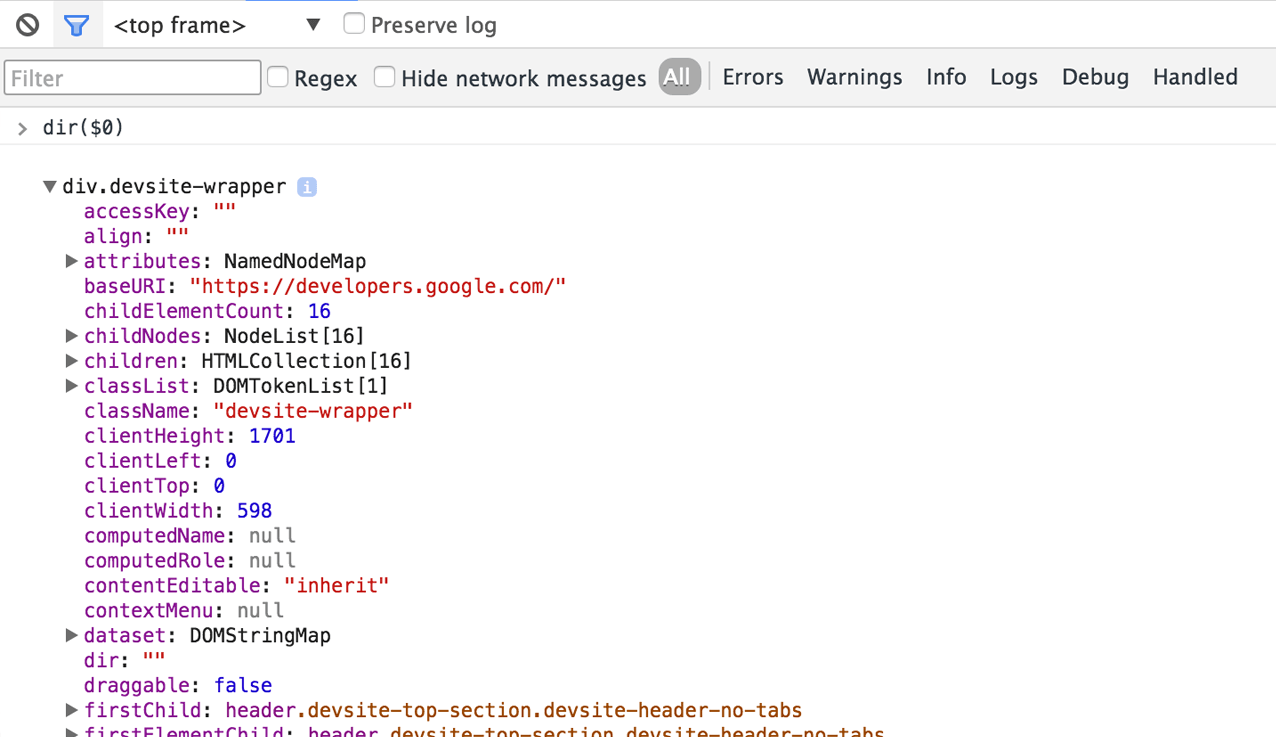 <top frame> ▼ Preserve log
Filter Regex Hide network messages All Errors Warnings Info Logs Debug Handled
> dir($0)
▼ div.devsite-wrapper i
accessKey: ""
align: ""
▶ attributes: NamedNodeMap
baseURI: "https://developers.google.com/"
childElementCount: 16
▶ childNodes: NodeList[16]
▶ children: HTMLCollection[16]
▶ classList: DOMTokenList[1]
className: "devsite-wrapper"
clientHeight: 1701
clientLeft: 0
clientTop: 0
clientWidth: 598
computedName: null
computedRole: null
contentEditable: "inherit"
contextMenu: null
▶ dataset: DOMStringMap
dir: ""
draggable: false
▶ firstChild: header.devsite-top-section.devsite-header-no-tabs
▶ firstElementChild: header.devsite-top-section.devsite-header-no-tabs